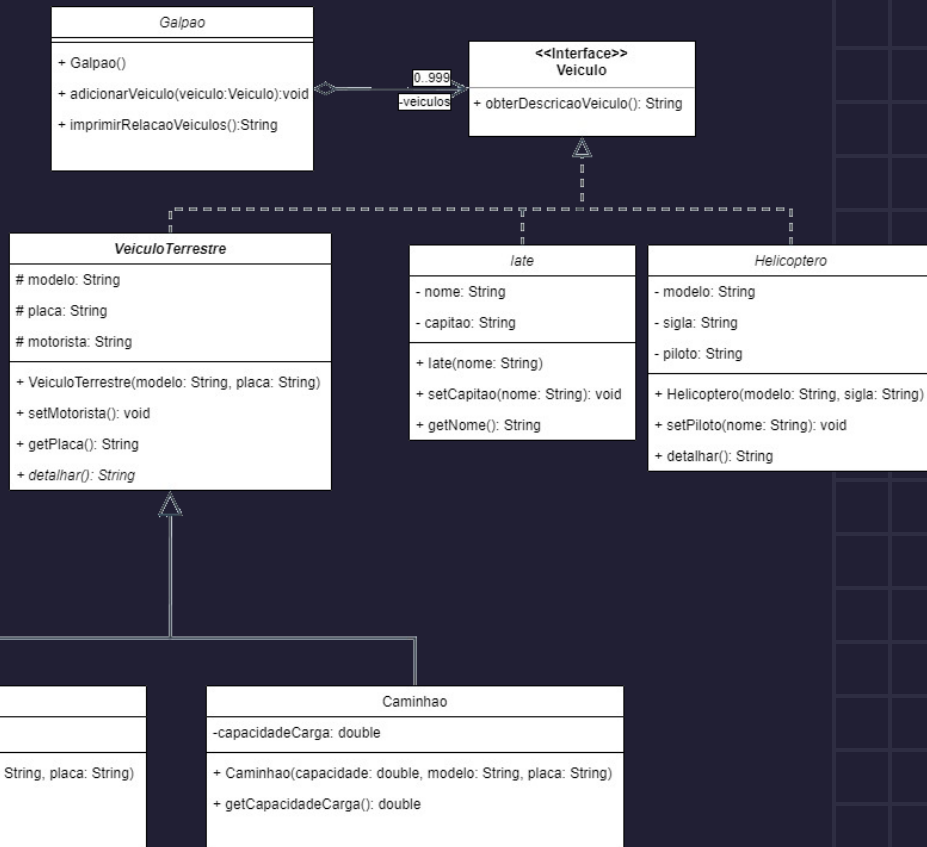 Galpao
+ Galpao()
+ adicionarVeiculo(veiculo:Veiculo):void
+ imprimirRelacaoVeiculos():String
0..999
-veiculos
<<Interface>>
Veiculo
+ obterDescricaoVeiculo(): String
VeiculoTerrestre
# modelo: String
# placa: String
# motorista: String
+ VeiculoTerrestre(modelo: String, placa: String)
+ setMotorista(): void
+ getPlaca(): String
+ detalhar(): String
Iate
- nome: String
- capitao: String
+ Iate(nome: String)
+ setCapitao(nome: String): void
+ getNome(): String
Helicoptero
- modelo: String
- sigla: String
- piloto: String
+ Helicoptero(modelo: String, sigla: String)
+ setPiloto(nome: String): void
+ detalhar(): String
String, placa: String)
Caminhao
-capacidadeCarga: double
+ Caminhao(capacidade: double, modelo: String, placa: String)
+ getCapacidadeCarga(): double